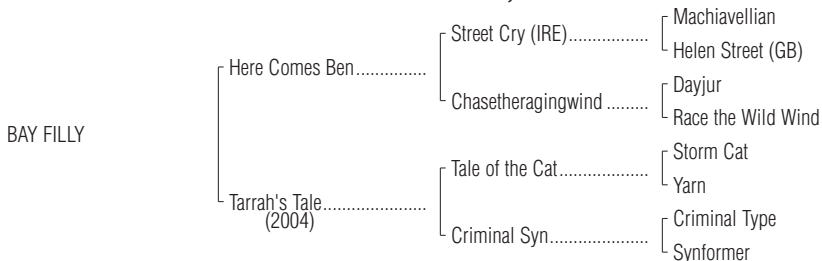 Machiavellian
Street Cry (IRE)..................
Helen Street (GB)
Here Comes Ben...............
Dayjur
Chasetheragingwind .........
Race the Wild Wind
BAY FILLY
Storm Cat
Tale of the Cat....................
Yarn
Tarrah's Tale......................
(2004)
Criminal Type
Criminal Syn......................
Synformer